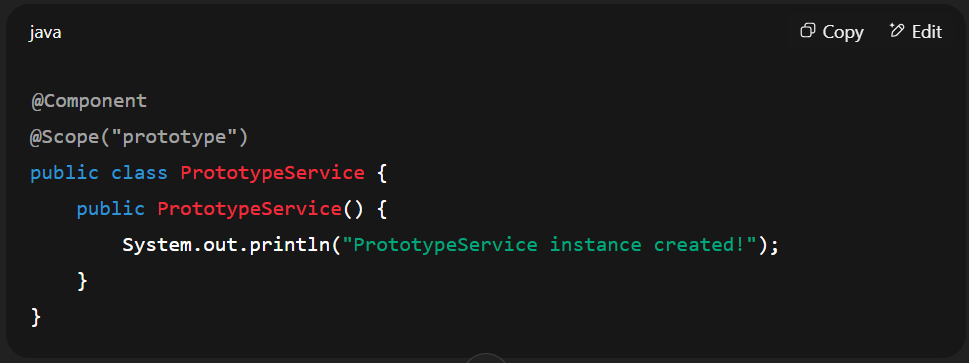 java
Copy
Edit
@Component
@Scope("prototype")
public class PrototypeService {
    public PrototypeService() {
        System.out.println("PrototypeService instance created!");
    }
}